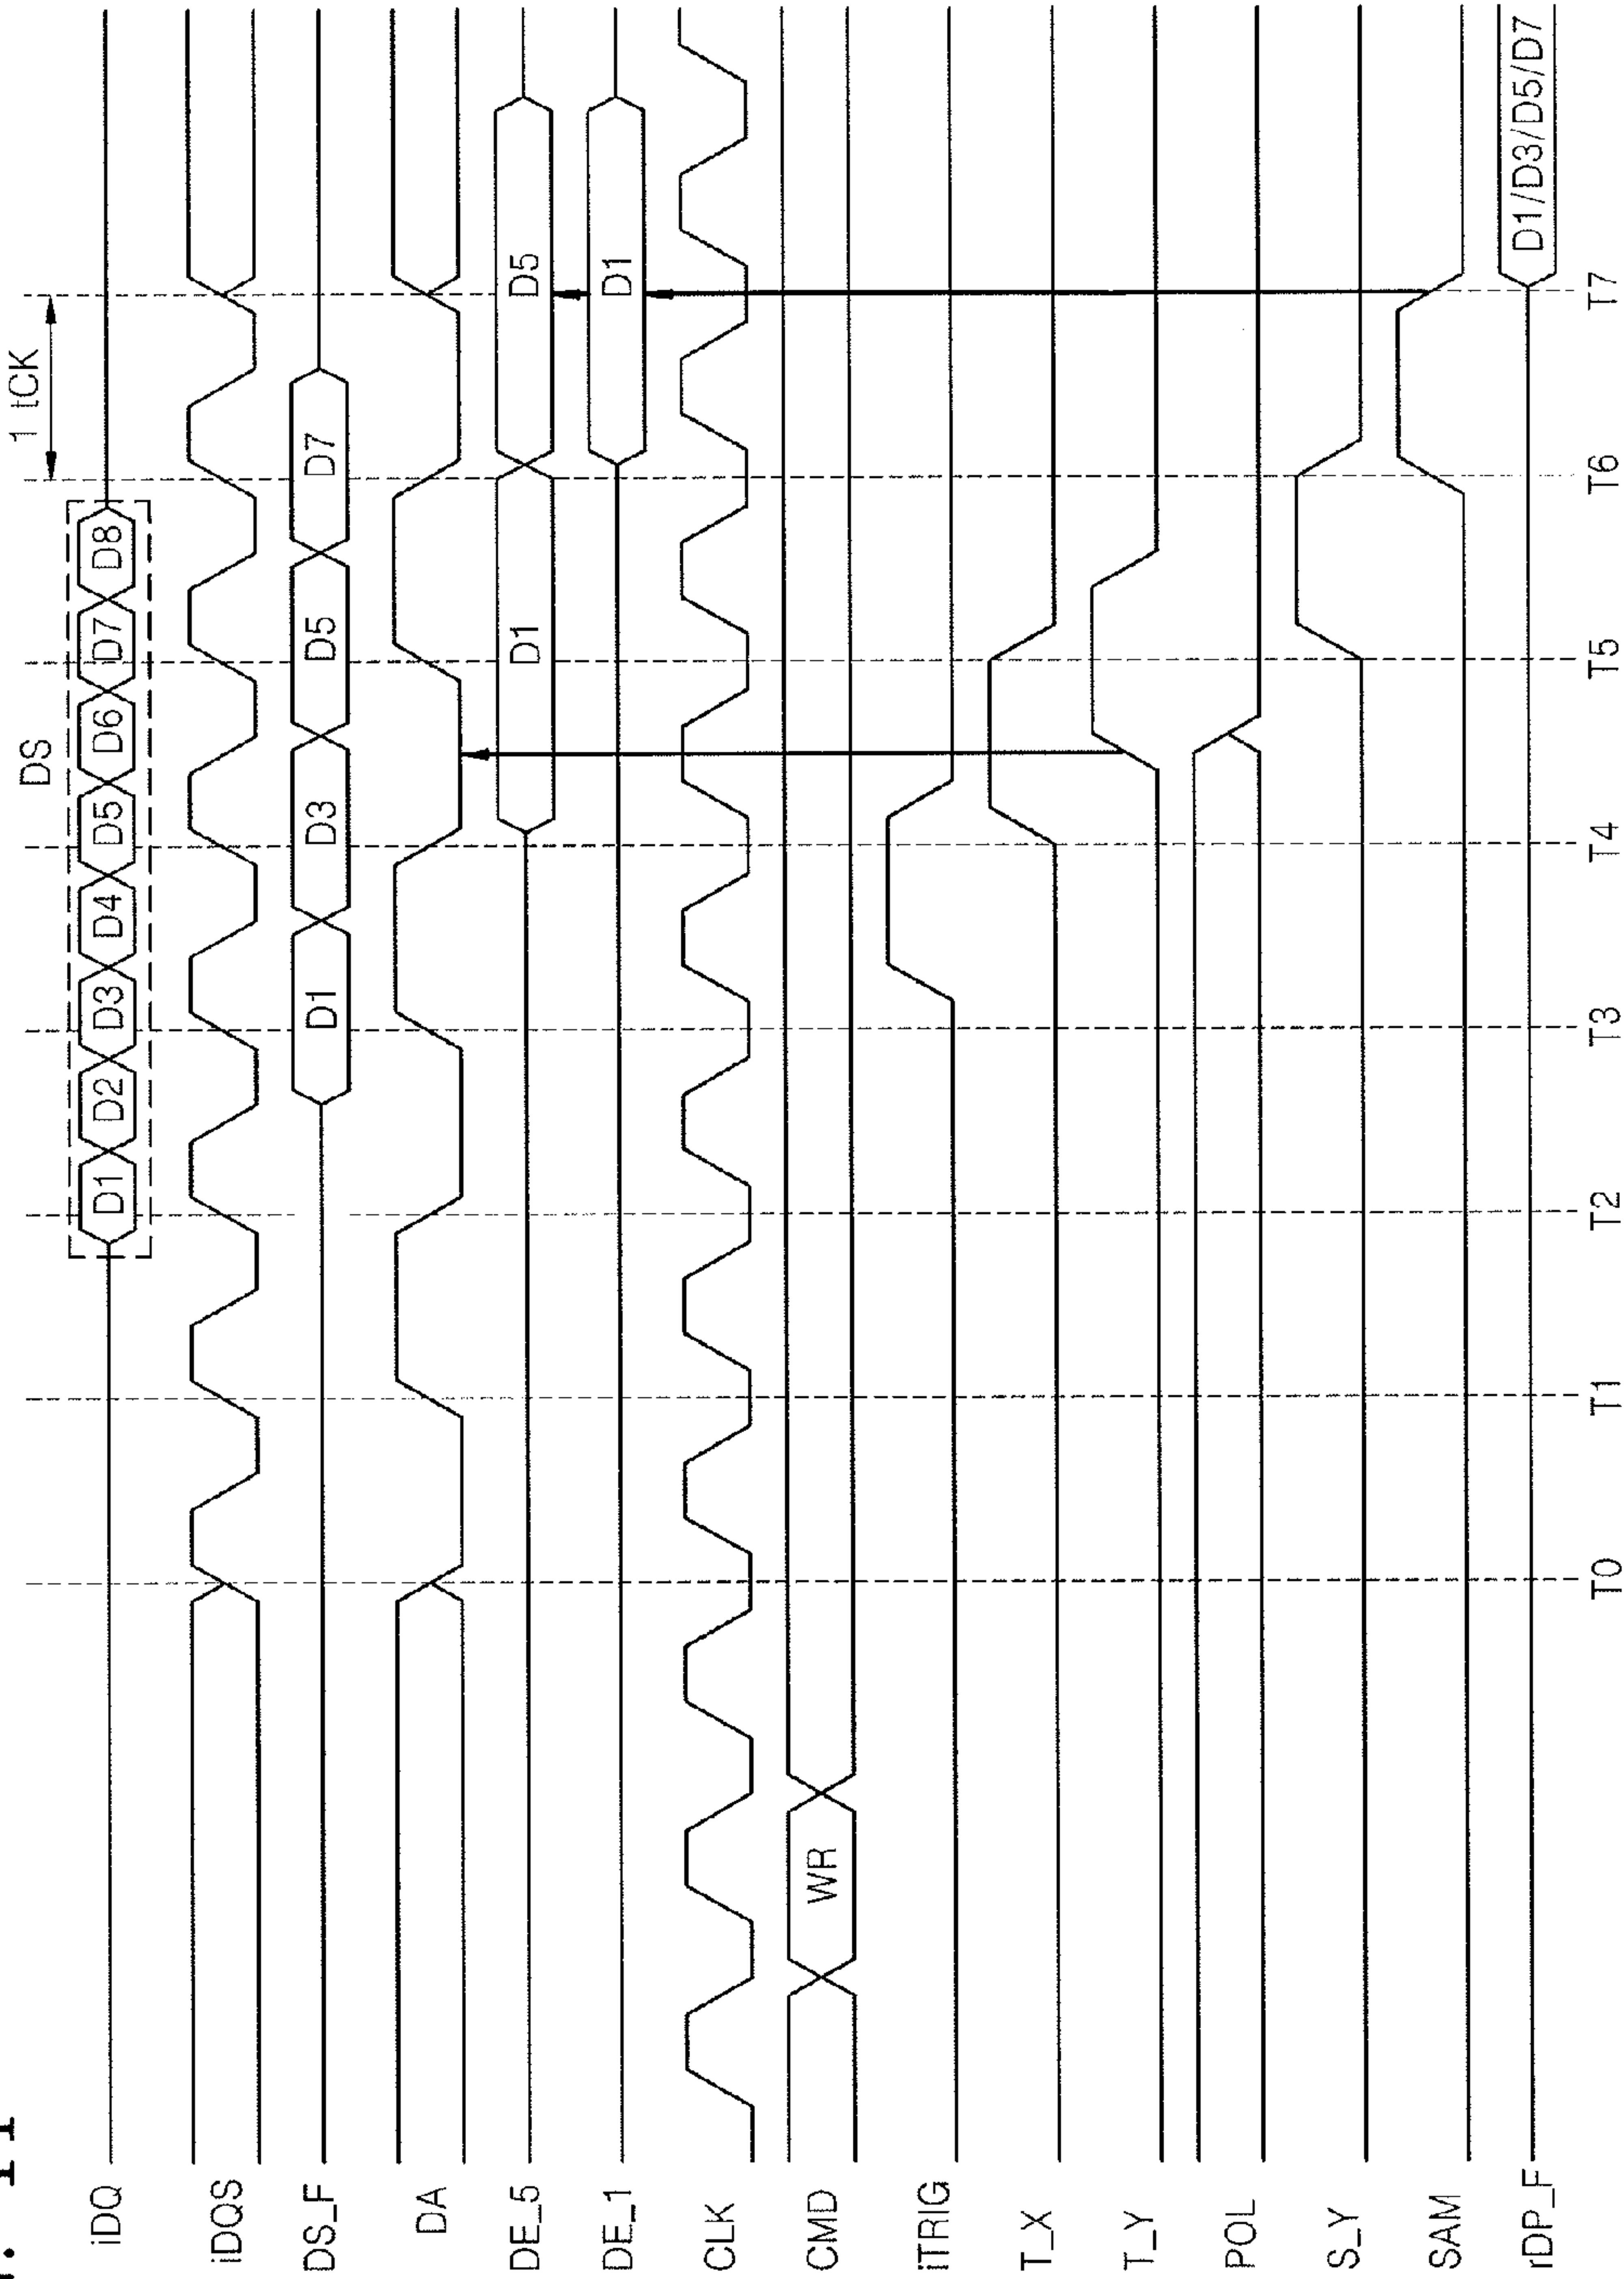 DS
1 tCK
iDQ D1 D2 D3 D4 D5 D6 D7 D8
iDQS
DS_F D1 D3 D5 D7
DA
DE_5 D1 D5
DE_1 D1
CLK
CMD WR
iTRIG
T_X
T_Y
POL
S_Y
SAM
rDP_F D1/D3/D5/D7
T0 T1 T2 T3 T4 T5 T6 T7